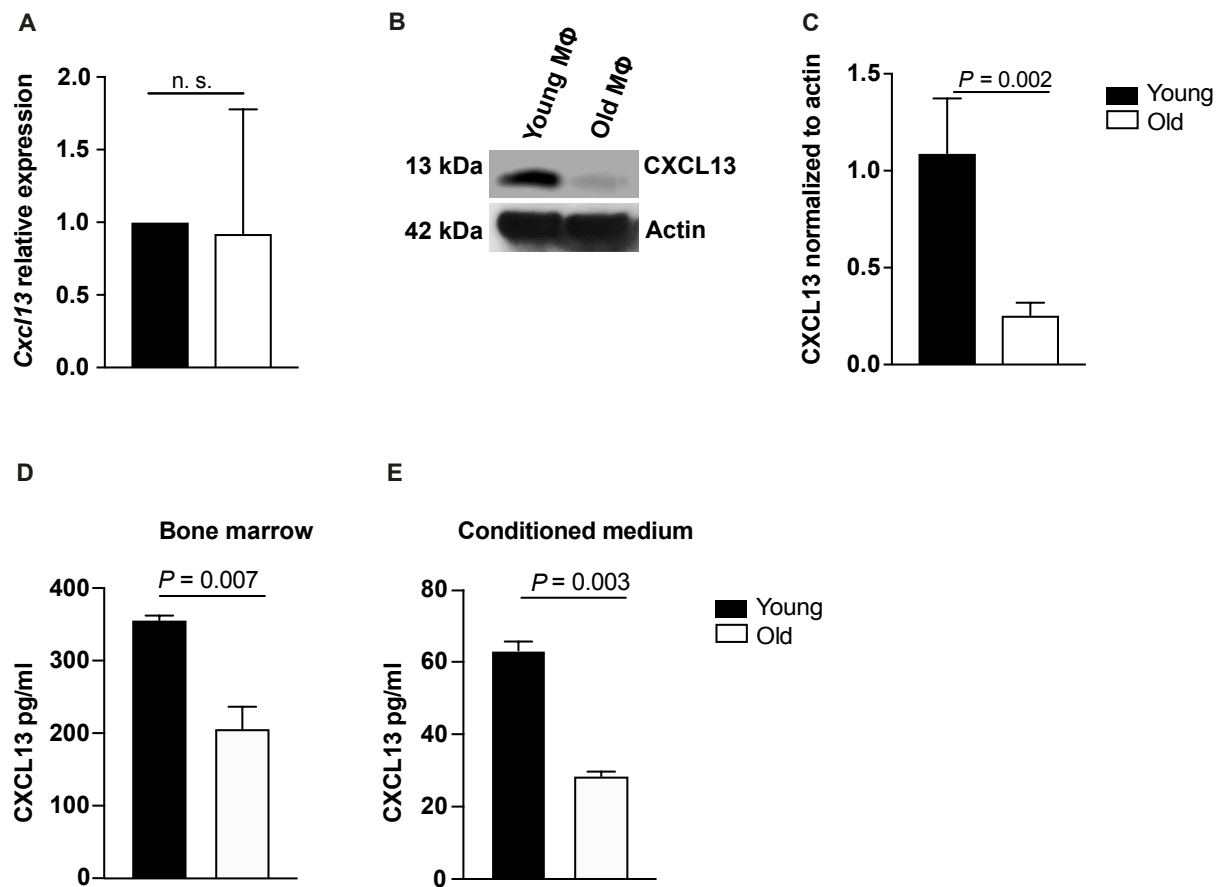 A
Cxcl13 relative expression
2.0
1.5
1.0
0.5
0.0
n. s.
B
Young MΦ
Old MΦ
13 kDa
CXCL13
42 kDa
Actin
C
CXCL13 normalized to actin
1.5
1.0
0.5
0.0
P = 0.002
Young
Old
D
Bone marrow
CXCL13 pg/ml
400
300
200
100
0
P = 0.007
E
Conditioned medium
CXCL13 pg/ml
80
60
40
20
0
P = 0.003
Young
Old